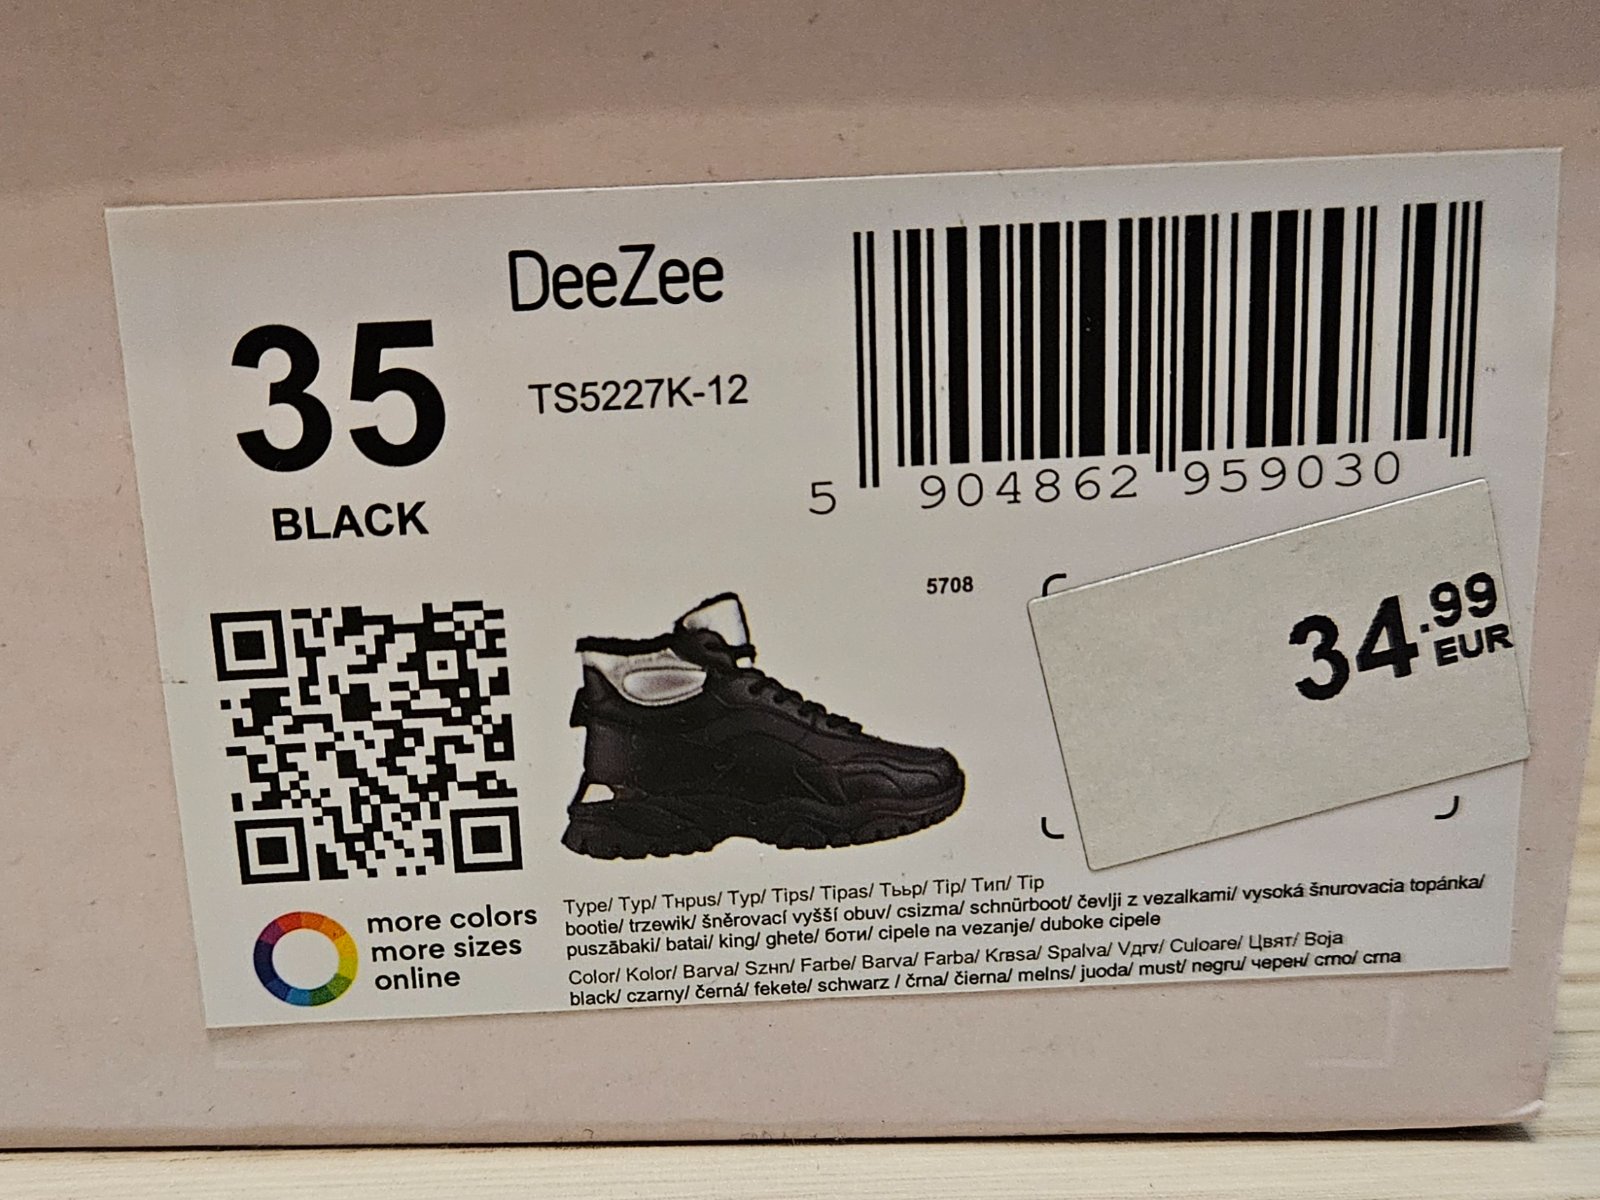 DeeZee
35
TS5227K-12
BLACK
5 904862 959030
5708
34.99
EUR
more colors
more sizes
online
Type/ Typ/ Tнpus/ Typ/ Tips/ Tipas/ Tььp/ Tip/ Тип/ Tip
bootie/ trzewik/ šněrovací vyšší obuv/ csizma/ schnürboot/ čevlji z vezalkami/ vysoká šnurovacia topánka/
puszābaki/ batai/ king/ ghete/ боти/ cipele na vezanje/ duboke cipele
Color/ Kolor/ Barva/ Szнn/ Farbe/ Barva/ Farba/ Krвsa/ Spalva/ Vдrv/ Culoare/ Цвят/ Boja
black/ czarny/ černá/ fekete/ schwarz / črna/ čierna/ melns/ juoda/ must/ negru/ черен/ crno/ crna